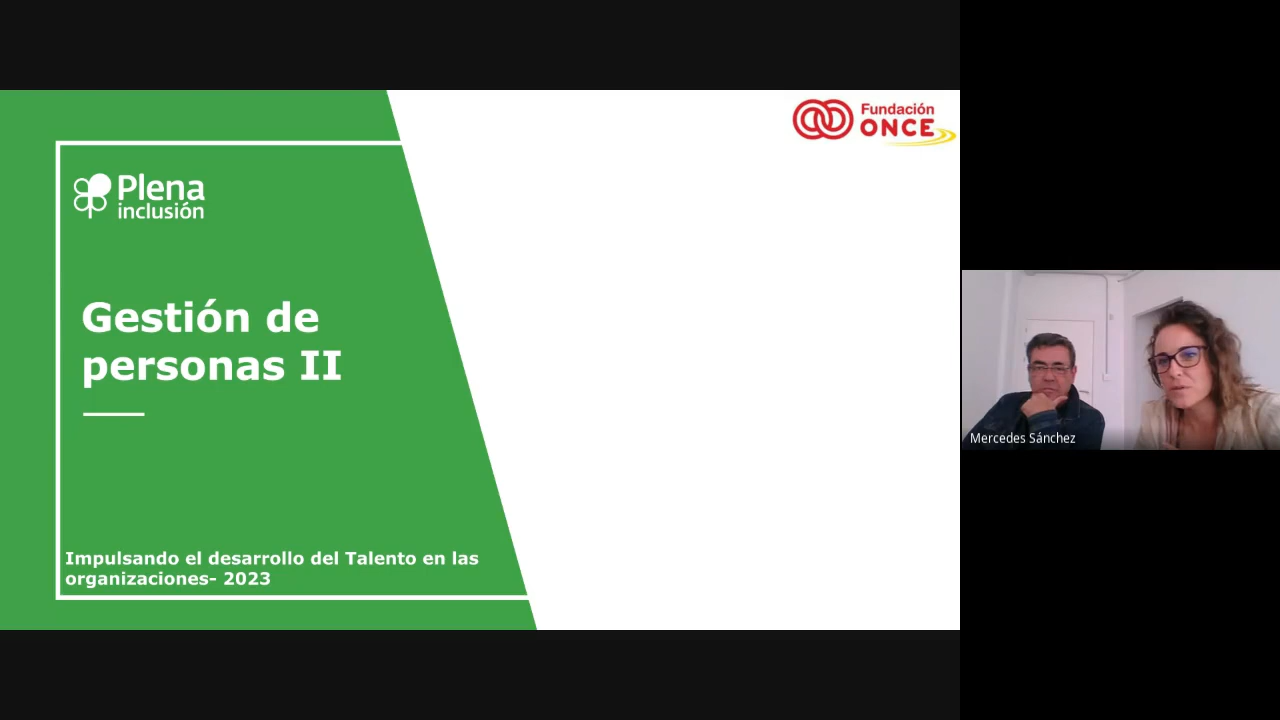 Fundación
ONCE
Plena
inclusión
Gestión de
personas II
Impulsando el desarrollo del Talento en las
organizaciones- 2023
Mercedes Sánchez